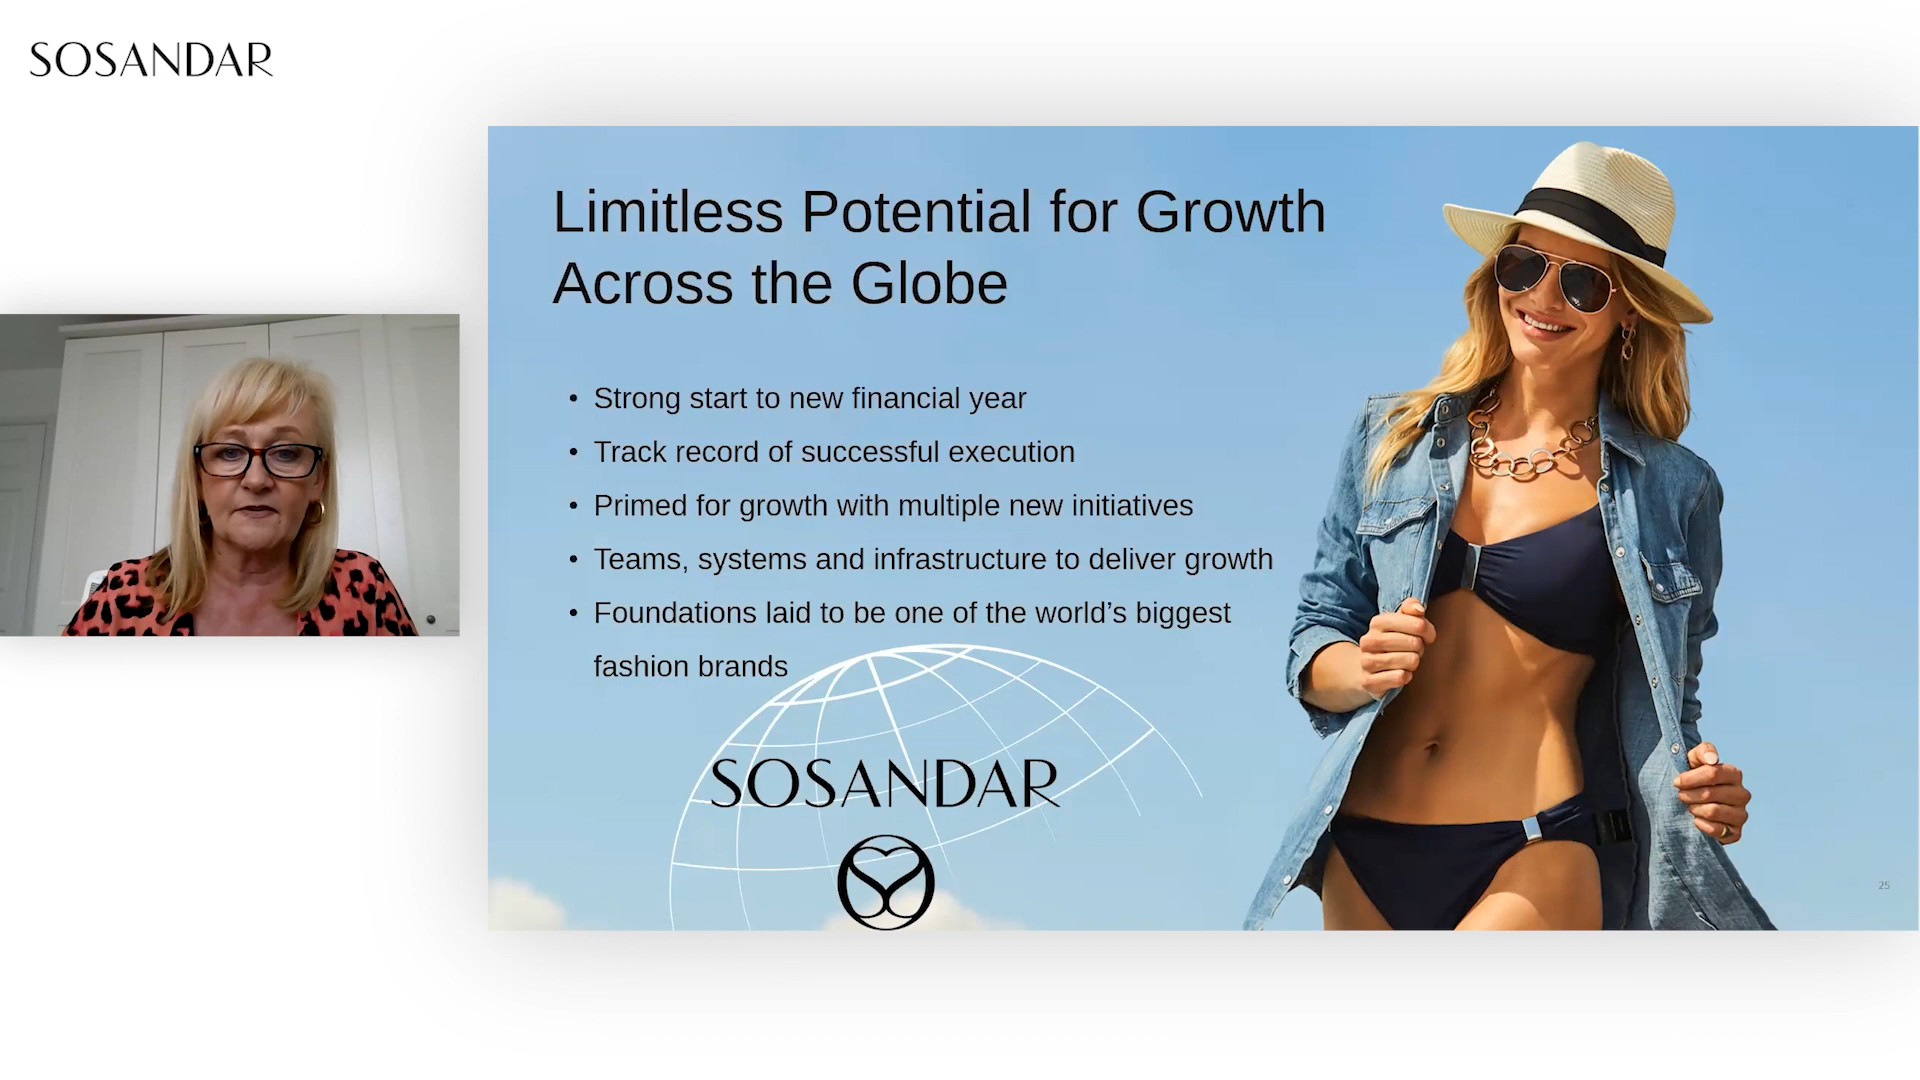 SOSANDAR
Limitless Potential for Growth
Across the Globe
• Strong start to new financial year
• Track record of successful execution
• Primed for growth with multiple new initiatives
• Teams, systems and infrastructure to deliver growth
• Foundations laid to be one of the world’s biggest
fashion brands
SOSANDAR
25